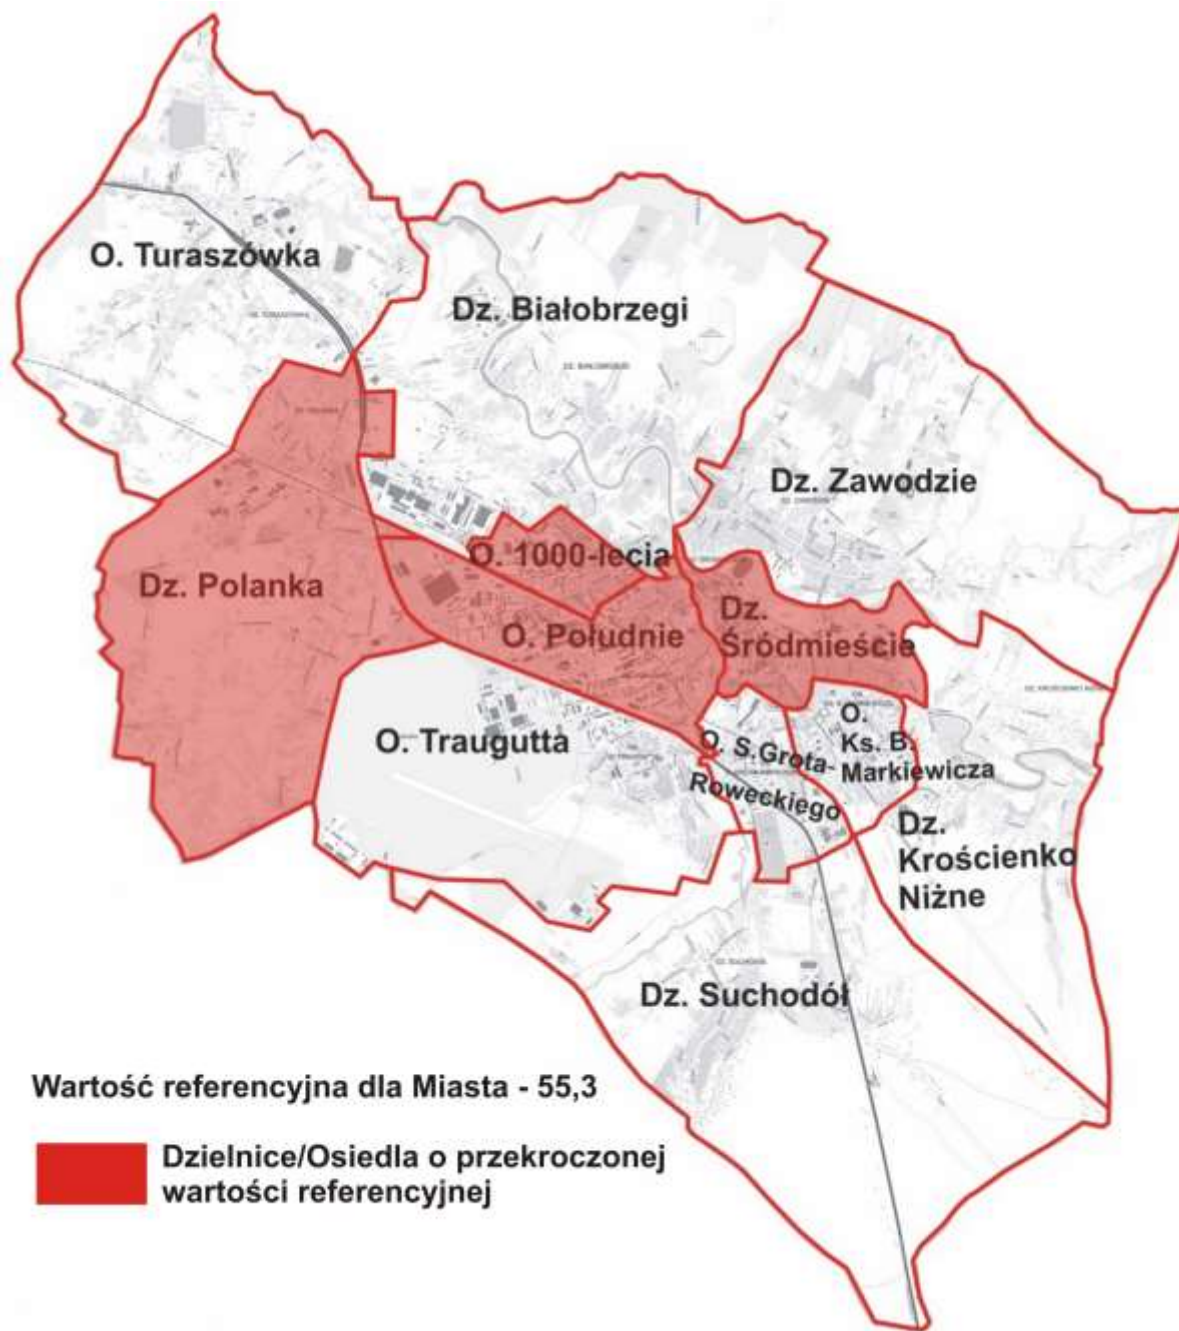 O. Turaszówka
Dz. Białobrzegi
Dz. Zawodzie
O. 1000-lecia
Dz. Polanka
Dz.
Śródmieście
O. Południe
O. Traugutta
O. S.Grota-
Roweckiego
O.
Ks. B.
Markiewicza
Dz.
Krościenko
Niżne
Dz. Suchodół
Wartość referencyjna dla Miasta - 55,3
Dzielnice/Osiedla o przekroczonej
wartości referencyjnej